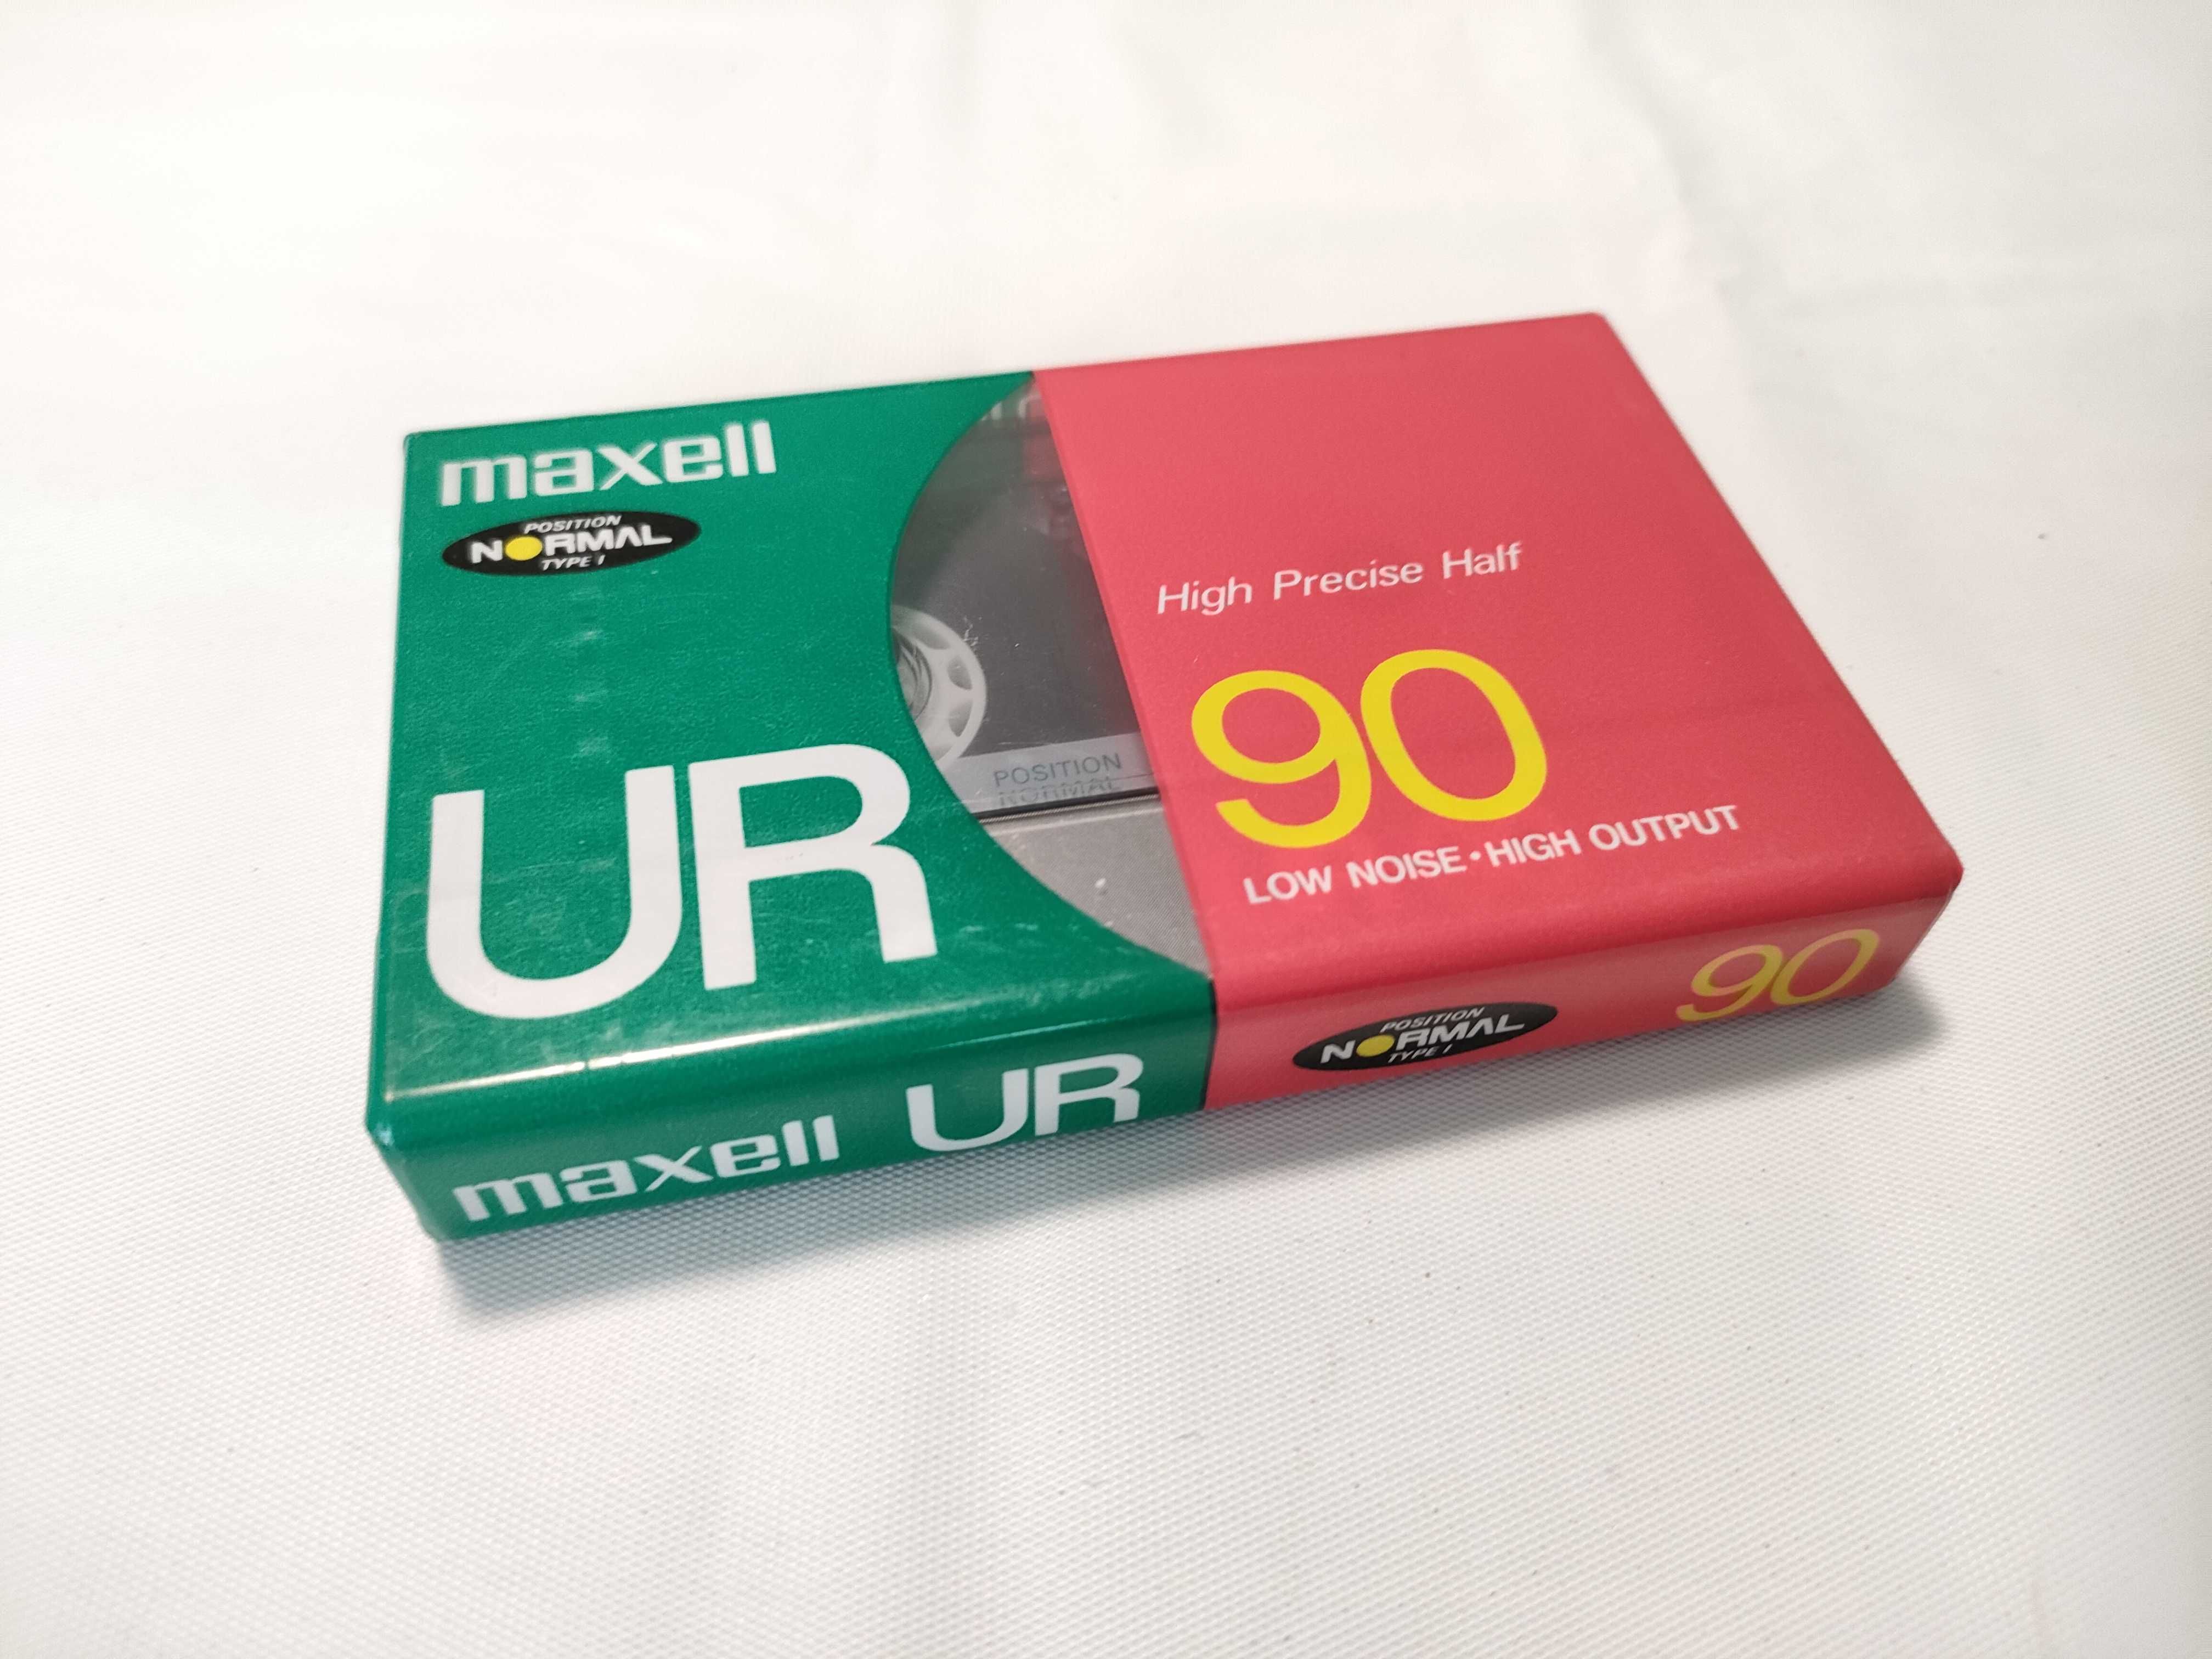 maxell
POSITION
NORMAL
TYPE I
UR
POSITION
NORMAL
High Precise Half
90
LOW NOISE•HIGH OUTPUT
maxell UR
POSITION
NORMAL
TYPE I
90